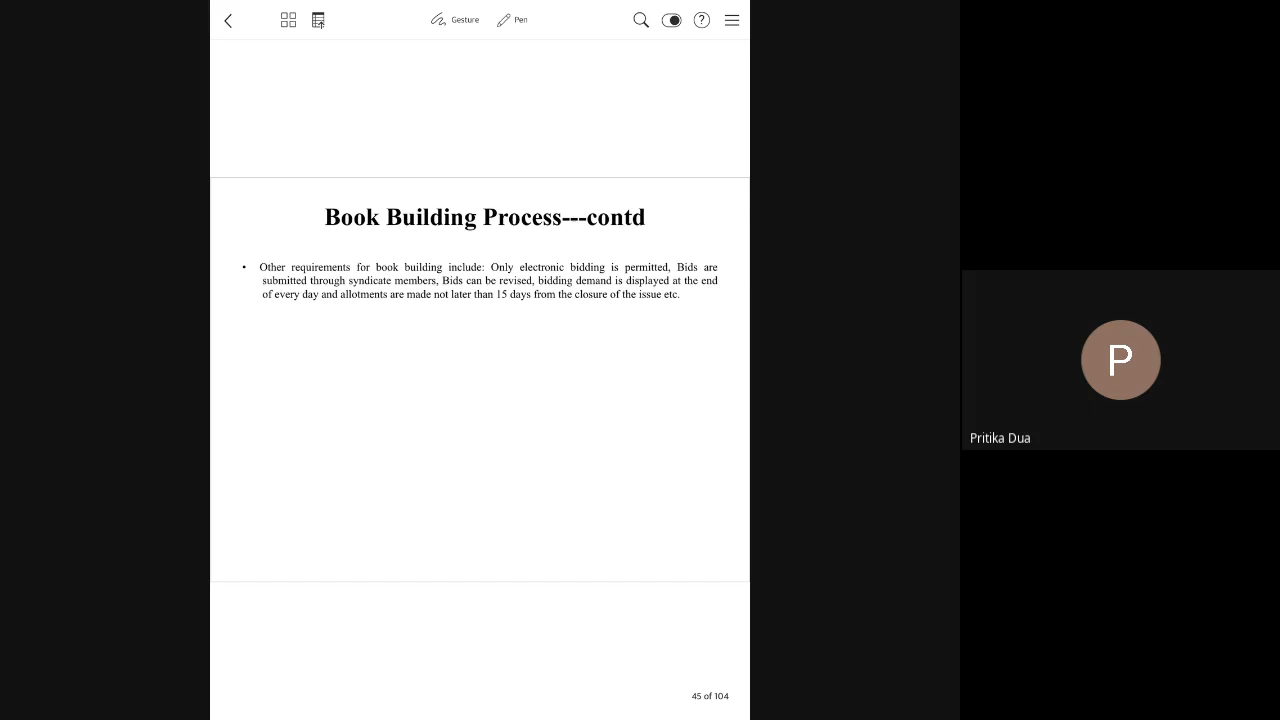 Gesture
Pen
?
Book Building Process---contd
• Other requirements for book building include: Only electronic bidding is permitted, Bids are
submitted through syndicate members, Bids can be revised, bidding demand is displayed at the end
of every day and allotments are made not later than 15 days from the closure of the issue etc.
P
Pritika Dua
45 of 104